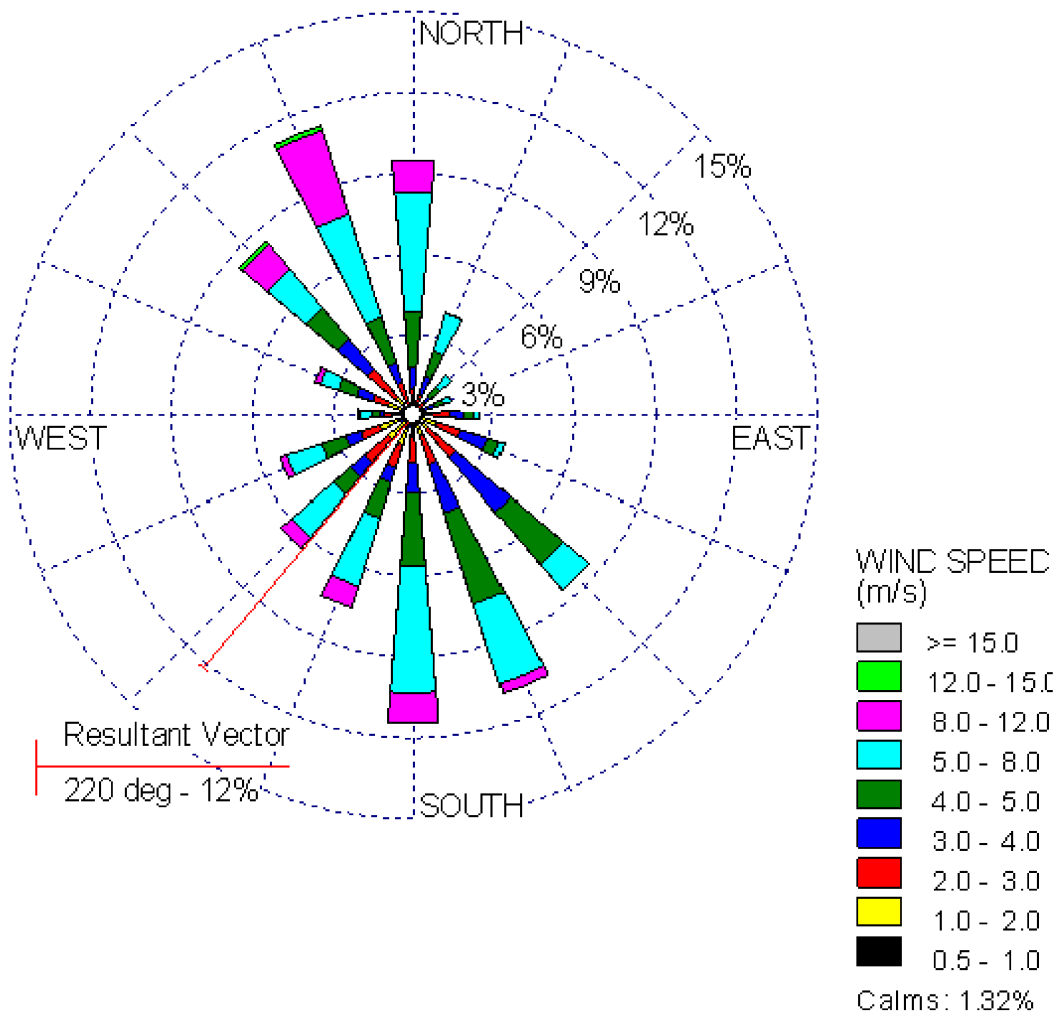 NORTH
15%
12%
9%
6%
3%
WEST
EAST
SOUTH
Resultant Vector
220 deg - 12%
WIND SPEED
(m/s)
>= 15.0
12.0 - 15.0
8.0 - 12.0
5.0 - 8.0
4.0 - 5.0
3.0 - 4.0
2.0 - 3.0
1.0 - 2.0
0.5 - 1.0
Calms: 1.32%